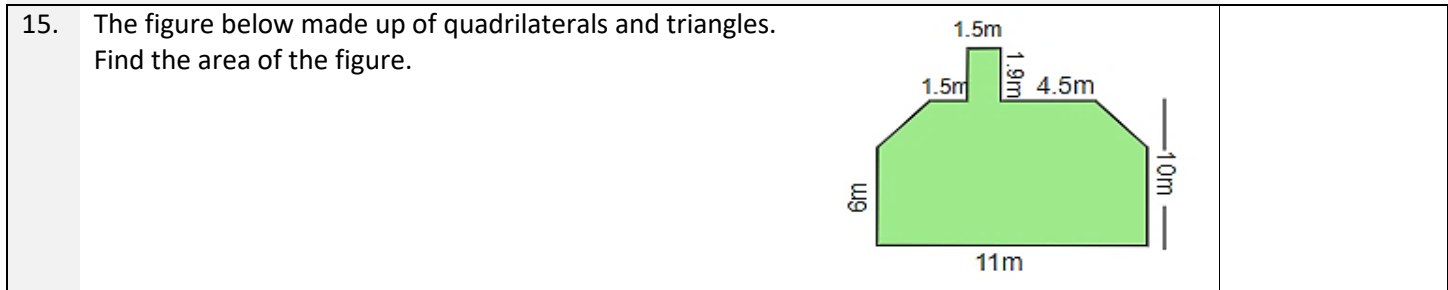 15. The figure below made up of quadrilaterals and triangles.
Find the area of the figure.
1.5m
1.5m
1.9m
4.5m
6m
10m
11m